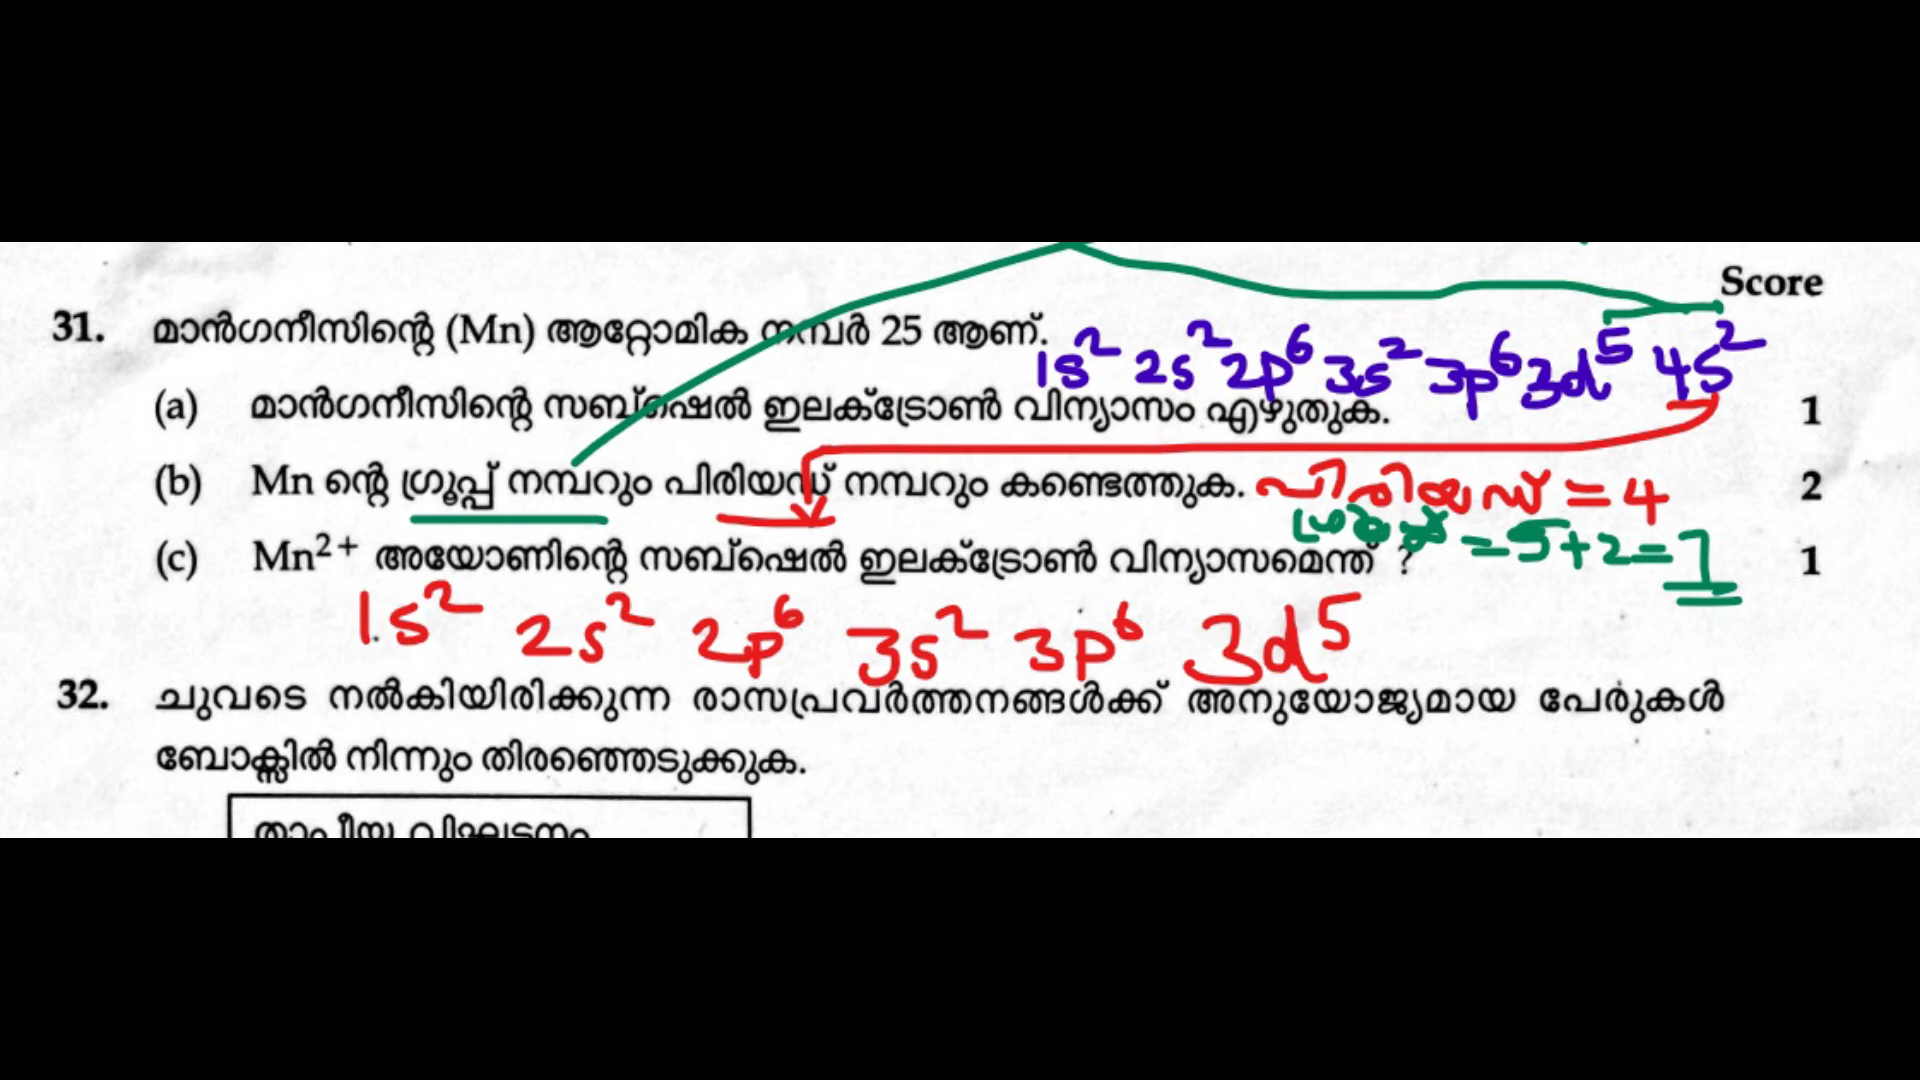 Score
31. മാൻഗനീസിന്റെ (Mn) ആറ്റോമിക നമ്പർ 25 ആണ്.
1s² 2s² 2p⁶ 3s² 3p⁶ 3d⁵ 4s²
(a) മാൻഗനീസിന്റെ സബ്ഷെൽ ഇലക്ട്രോൺ വിന്യാസം എഴുതുക. 1
(b) Mn ന്റെ ഗ്രൂപ്പ് നമ്പറും പിരിയഡ് നമ്പറും കണ്ടെത്തുക. പിരിയഡ് = 4 2
ഗ്രൂപ്പ് = 5+2=7
(c) Mn²⁺ അയോണിന്റെ സബ്ഷെൽ ഇലക്ട്രോൺ വിന്യാസമെന്ത് ? 1
1s² 2s² 2p⁶ 3s² 3p⁶ 3d⁵
32. ചുവടെ നൽകിയിരിക്കുന്ന രാസപ്രവർത്തനങ്ങൾക്ക് അനുയോജ്യമായ പേരുകൾ
ബോക്സിൽ നിന്നും തിരഞ്ഞെടുക്കുക.
താപീയ വിഘടനം